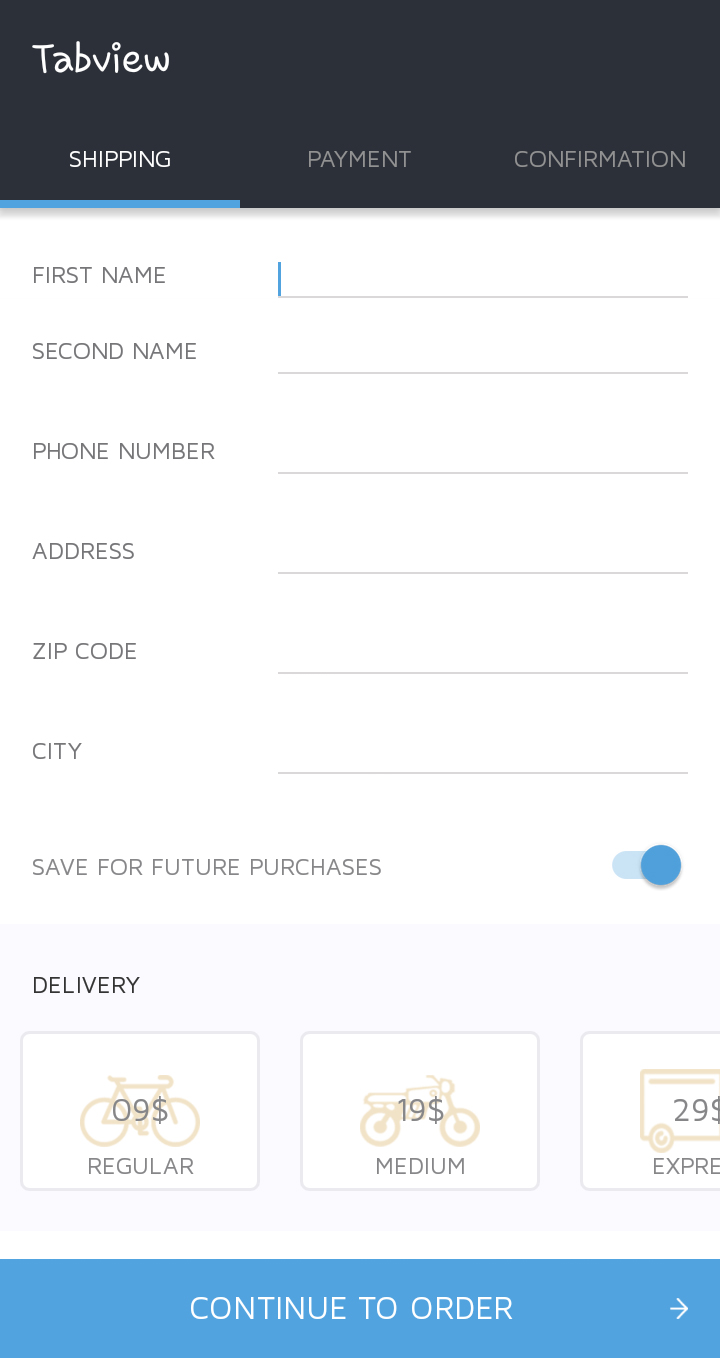 Tabview
SHIPPING PAYMENT CONFIRMATION
FIRST NAME
SECOND NAME
PHONE NUMBER
ADDRESS
ZIP CODE
CITY
SAVE FOR FUTURE PURCHASES
DELIVERY
09$ 19$ 29$
REGULAR MEDIUM EXPRE
CONTINUE TO ORDER